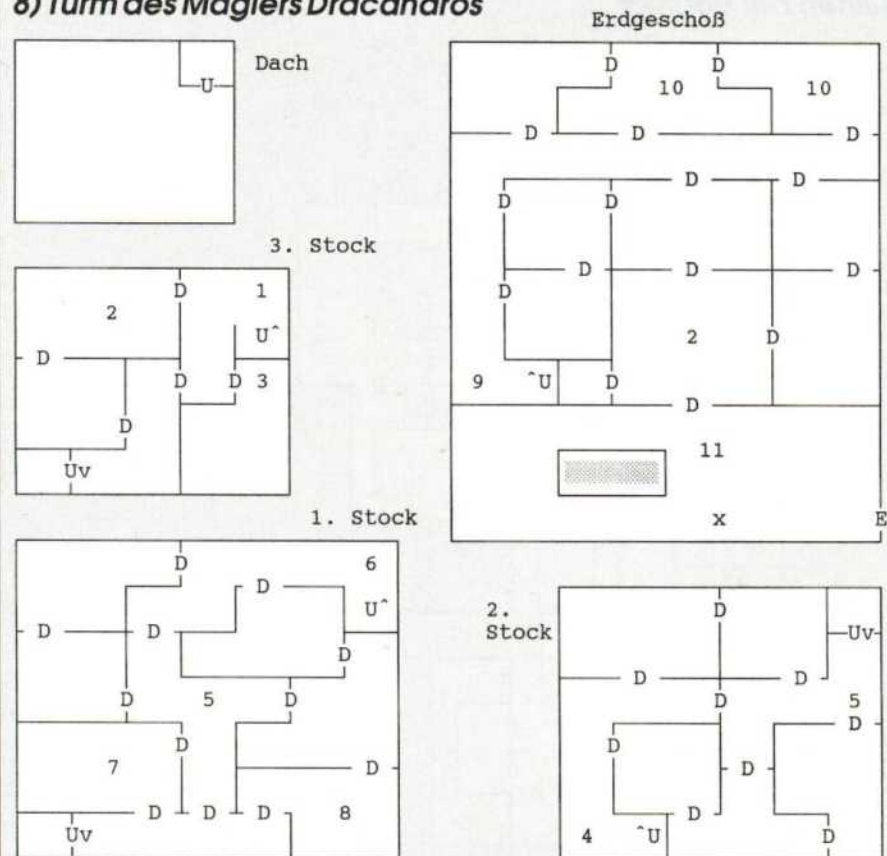 8) Turm des Magiers Dracandros
Erdgeschoß
Dach
U
D D
10 10
D D D
D D
D D
3. Stock
D 1
2
U^
D
D D 3
D
Uv
D D D
D
2 D
9 ^U D
D
11
x E
1. Stock
D 6
D
U^
D D
D
D 5 D
D
7 D
D D D 8
Uv
2.
Stock
D
Uv
D D
D 5
D
D
D
D
4 ^U D